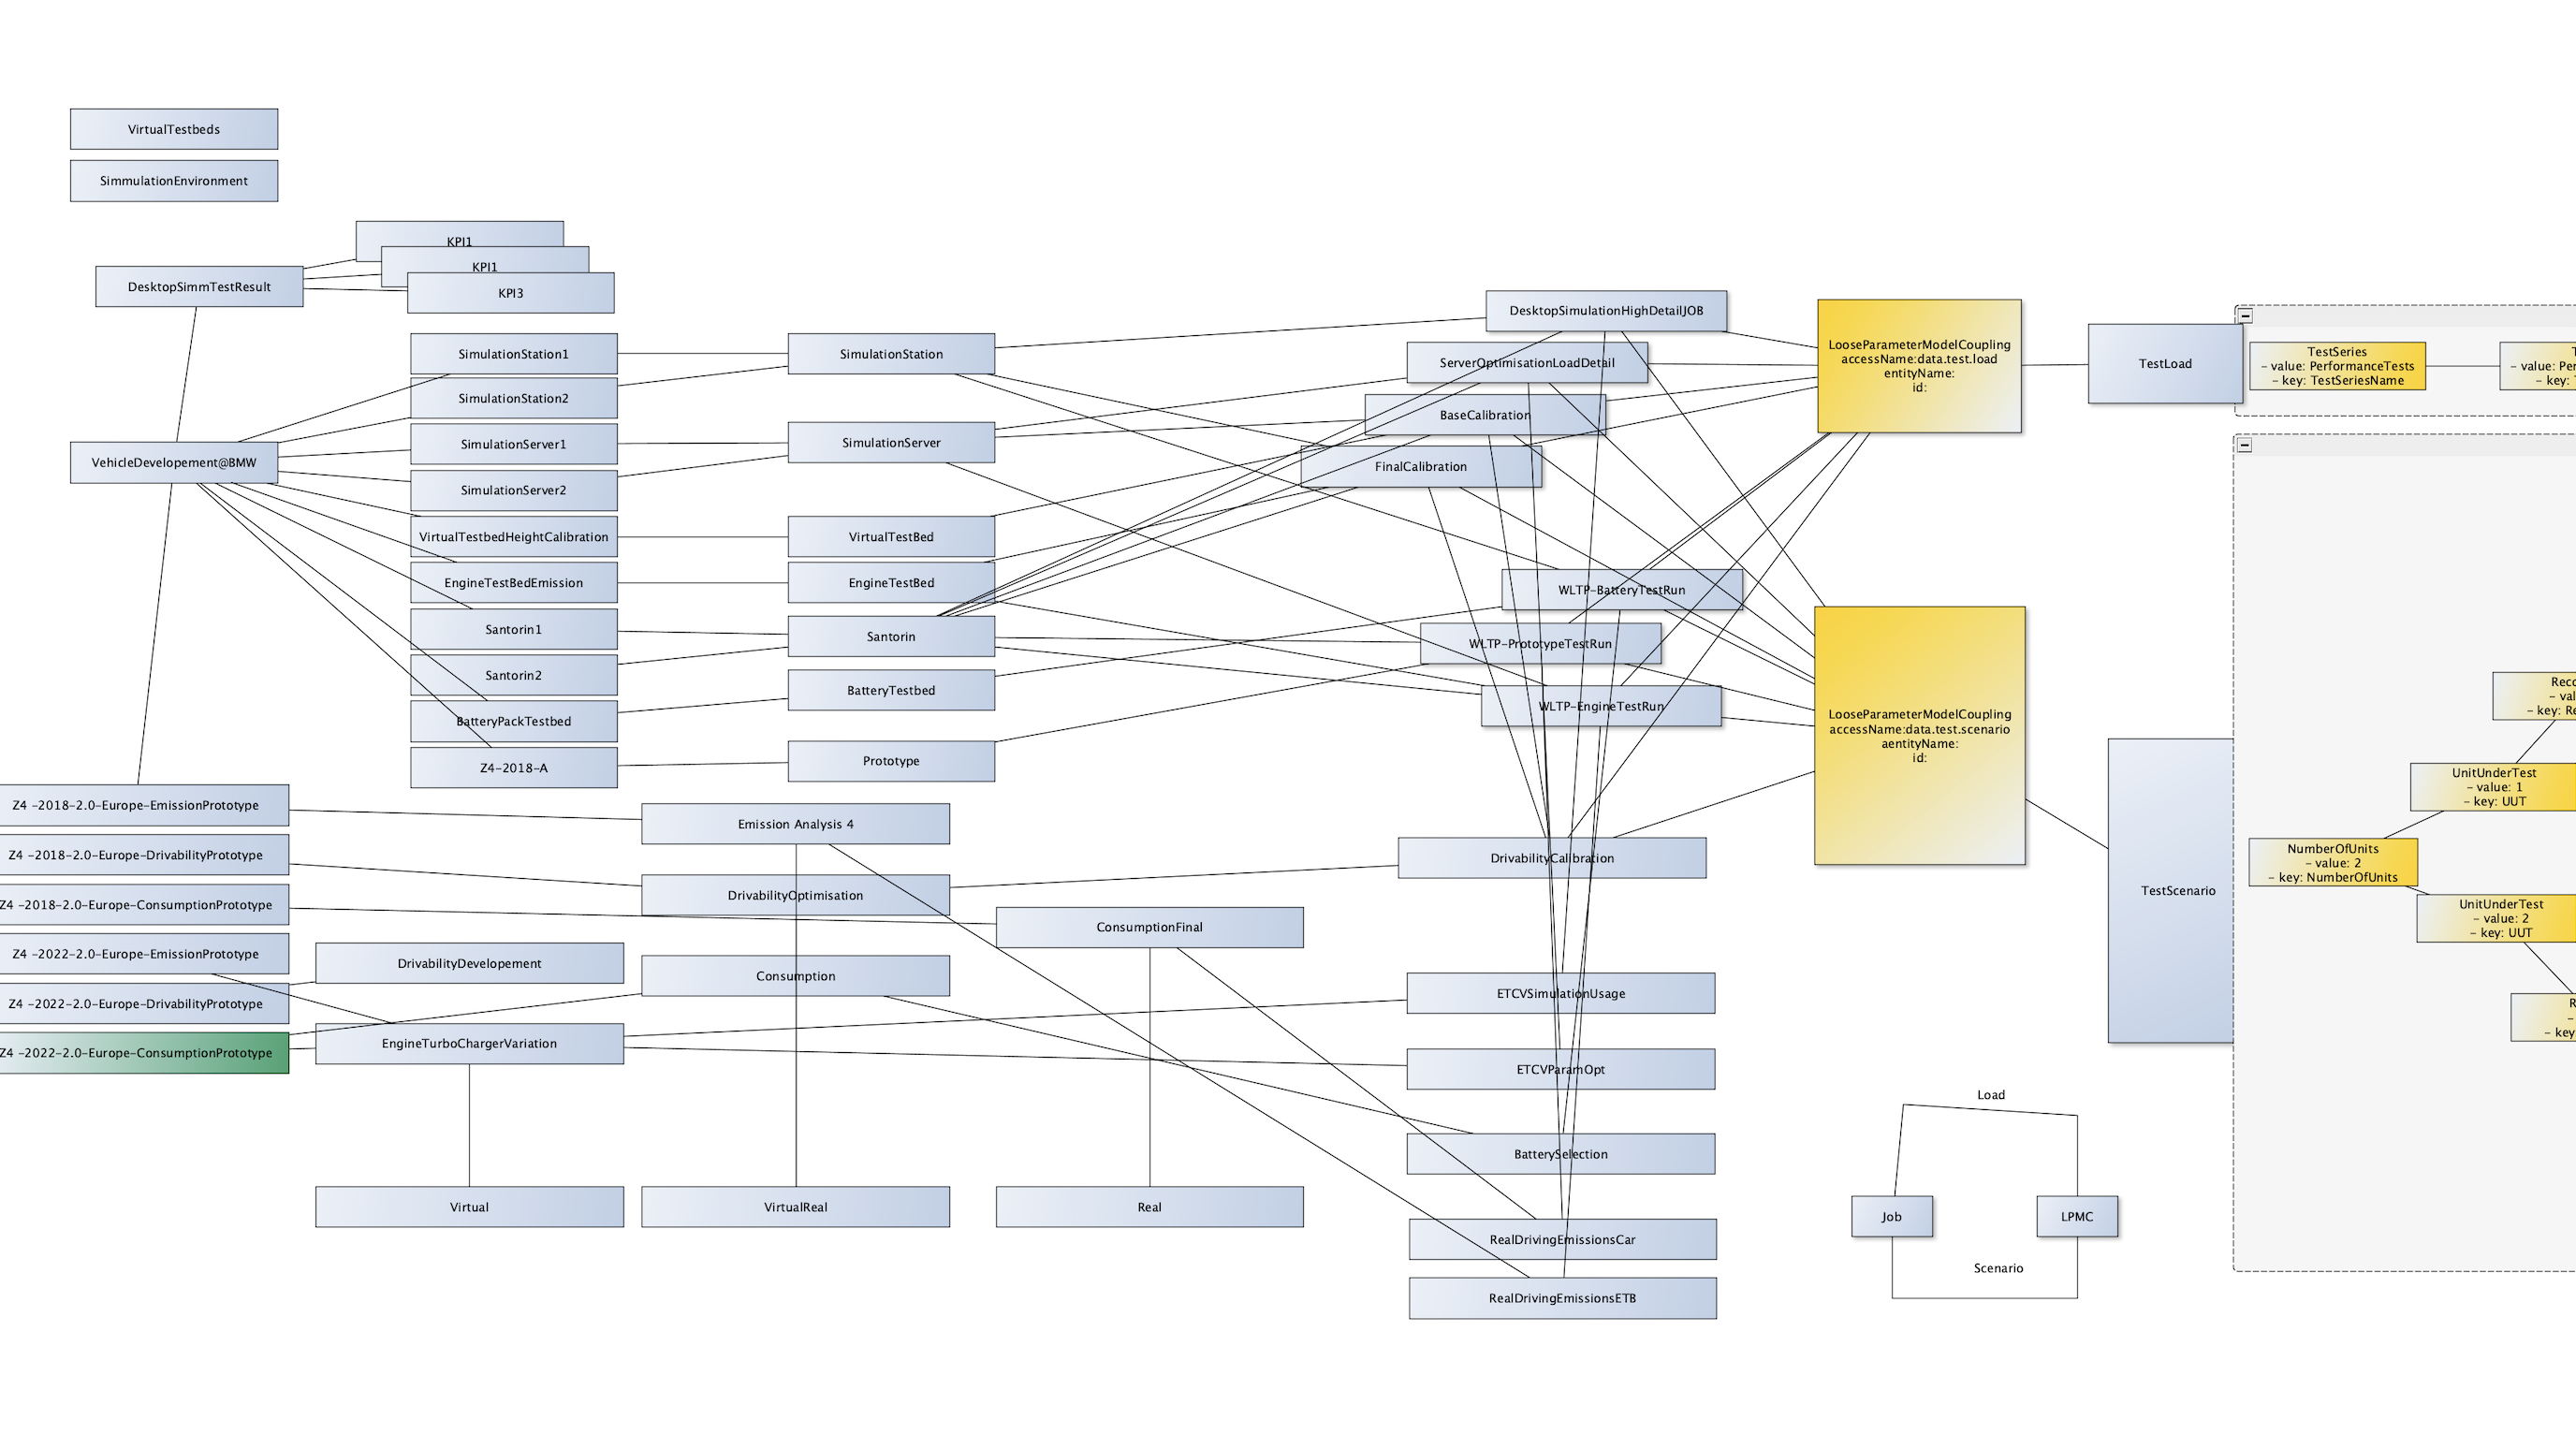 VirtualTestbeds
SimmulationEnvironment
KPI1
KPI1
KPI3
DesktopSimmTestResult
VehicleDevelopement@BMW
SimulationStation1
SimulationStation2
SimulationServer1
SimulationServer2
VirtualTestbedHeightCalibration
EngineTestBedEmission
Santorin1
Santorin2
BatteryPackTestbed
Z4-2018-A
SimulationStation
SimulationServer
VirtualTestBed
EngineTestBed
Santorin
BatteryTestbed
Prototype
DesktopSimulationHighDetailJOB
ServerOptimisationLoadDetail
BaseCalibration
FinalCalibration
WLTP-BatteryTestRun
WLTP-PrototypeTestRun
WLTP-EngineTestRun
LooseParameterModelCoupling
accessName:data.test.load
entityName:
id:
TestLoad
TestSeries
- value: PerformanceTests
- key: TestSeriesName
T
- value: Per
- key: T
LooseParameterModelCoupling
accessName:data.test.scenario
aentityName:
id:
TestScenario
Reco
- val
- key: Re
UnitUnderTest
- value: 1
- key: UUT
NumberOfUnits
- value: 2
- key: NumberOfUnits
UnitUnderTest
- value: 2
- key: UUT
R
-
- key
Z4 -2018-2.0-Europe-EmissionPrototype
Z4 -2018-2.0-Europe-DrivabilityPrototype
Z4 -2018-2.0-Europe-ConsumptionPrototype
Z4 -2022-2.0-Europe-EmissionPrototype
Z4 -2022-2.0-Europe-DrivabilityPrototype
Z4 -2022-2.0-Europe-ConsumptionPrototype
Emission Analysis 4
DrivabilityOptimisation
ConsumptionFinal
DrivabilityDevelopement
Consumption
EngineTurboChargerVariation
Virtual
VirtualReal
Real
DrivabilityCalibration
ETCVSimulationUsage
ETCVParamOpt
BatterySelection
RealDrivingEmissionsCar
RealDrivingEmissionsETB
Load
Job
LPMC
Scenario